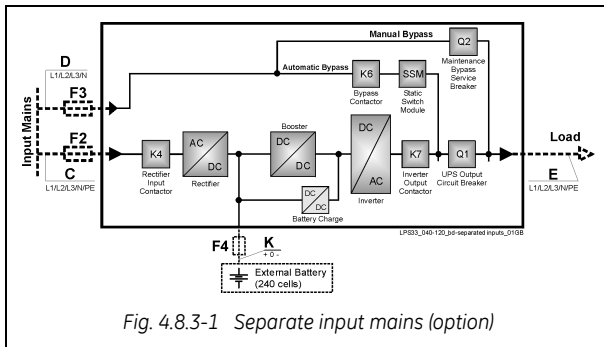 Manual Bypass
Q2
Maintenance
Bypass
Service
Breaker
D
L1/L2/L3/N
F3
Automatic Bypass
K6
SSM
Bypass
Contactor
Static
Switch
Module
Input Mains
F2
C
L1/L2/L3/N/PE
K4
Rectifier
Input
Contactor
AC
DC
Rectifier
Booster
DC
DC
DC
DC
Battery Charge
DC
AC
Inverter
K7
Inverter
Output
Contactor
Q1
UPS Output
Circuit Breaker
Load
E
L1/L2/L3/N/PE
LPS33_040-120_bd-separated inputs_01GB
F4
K
+ 0 -
External Battery
(240 cells)
Fig. 4.8.3-1 Separate input mains (option)